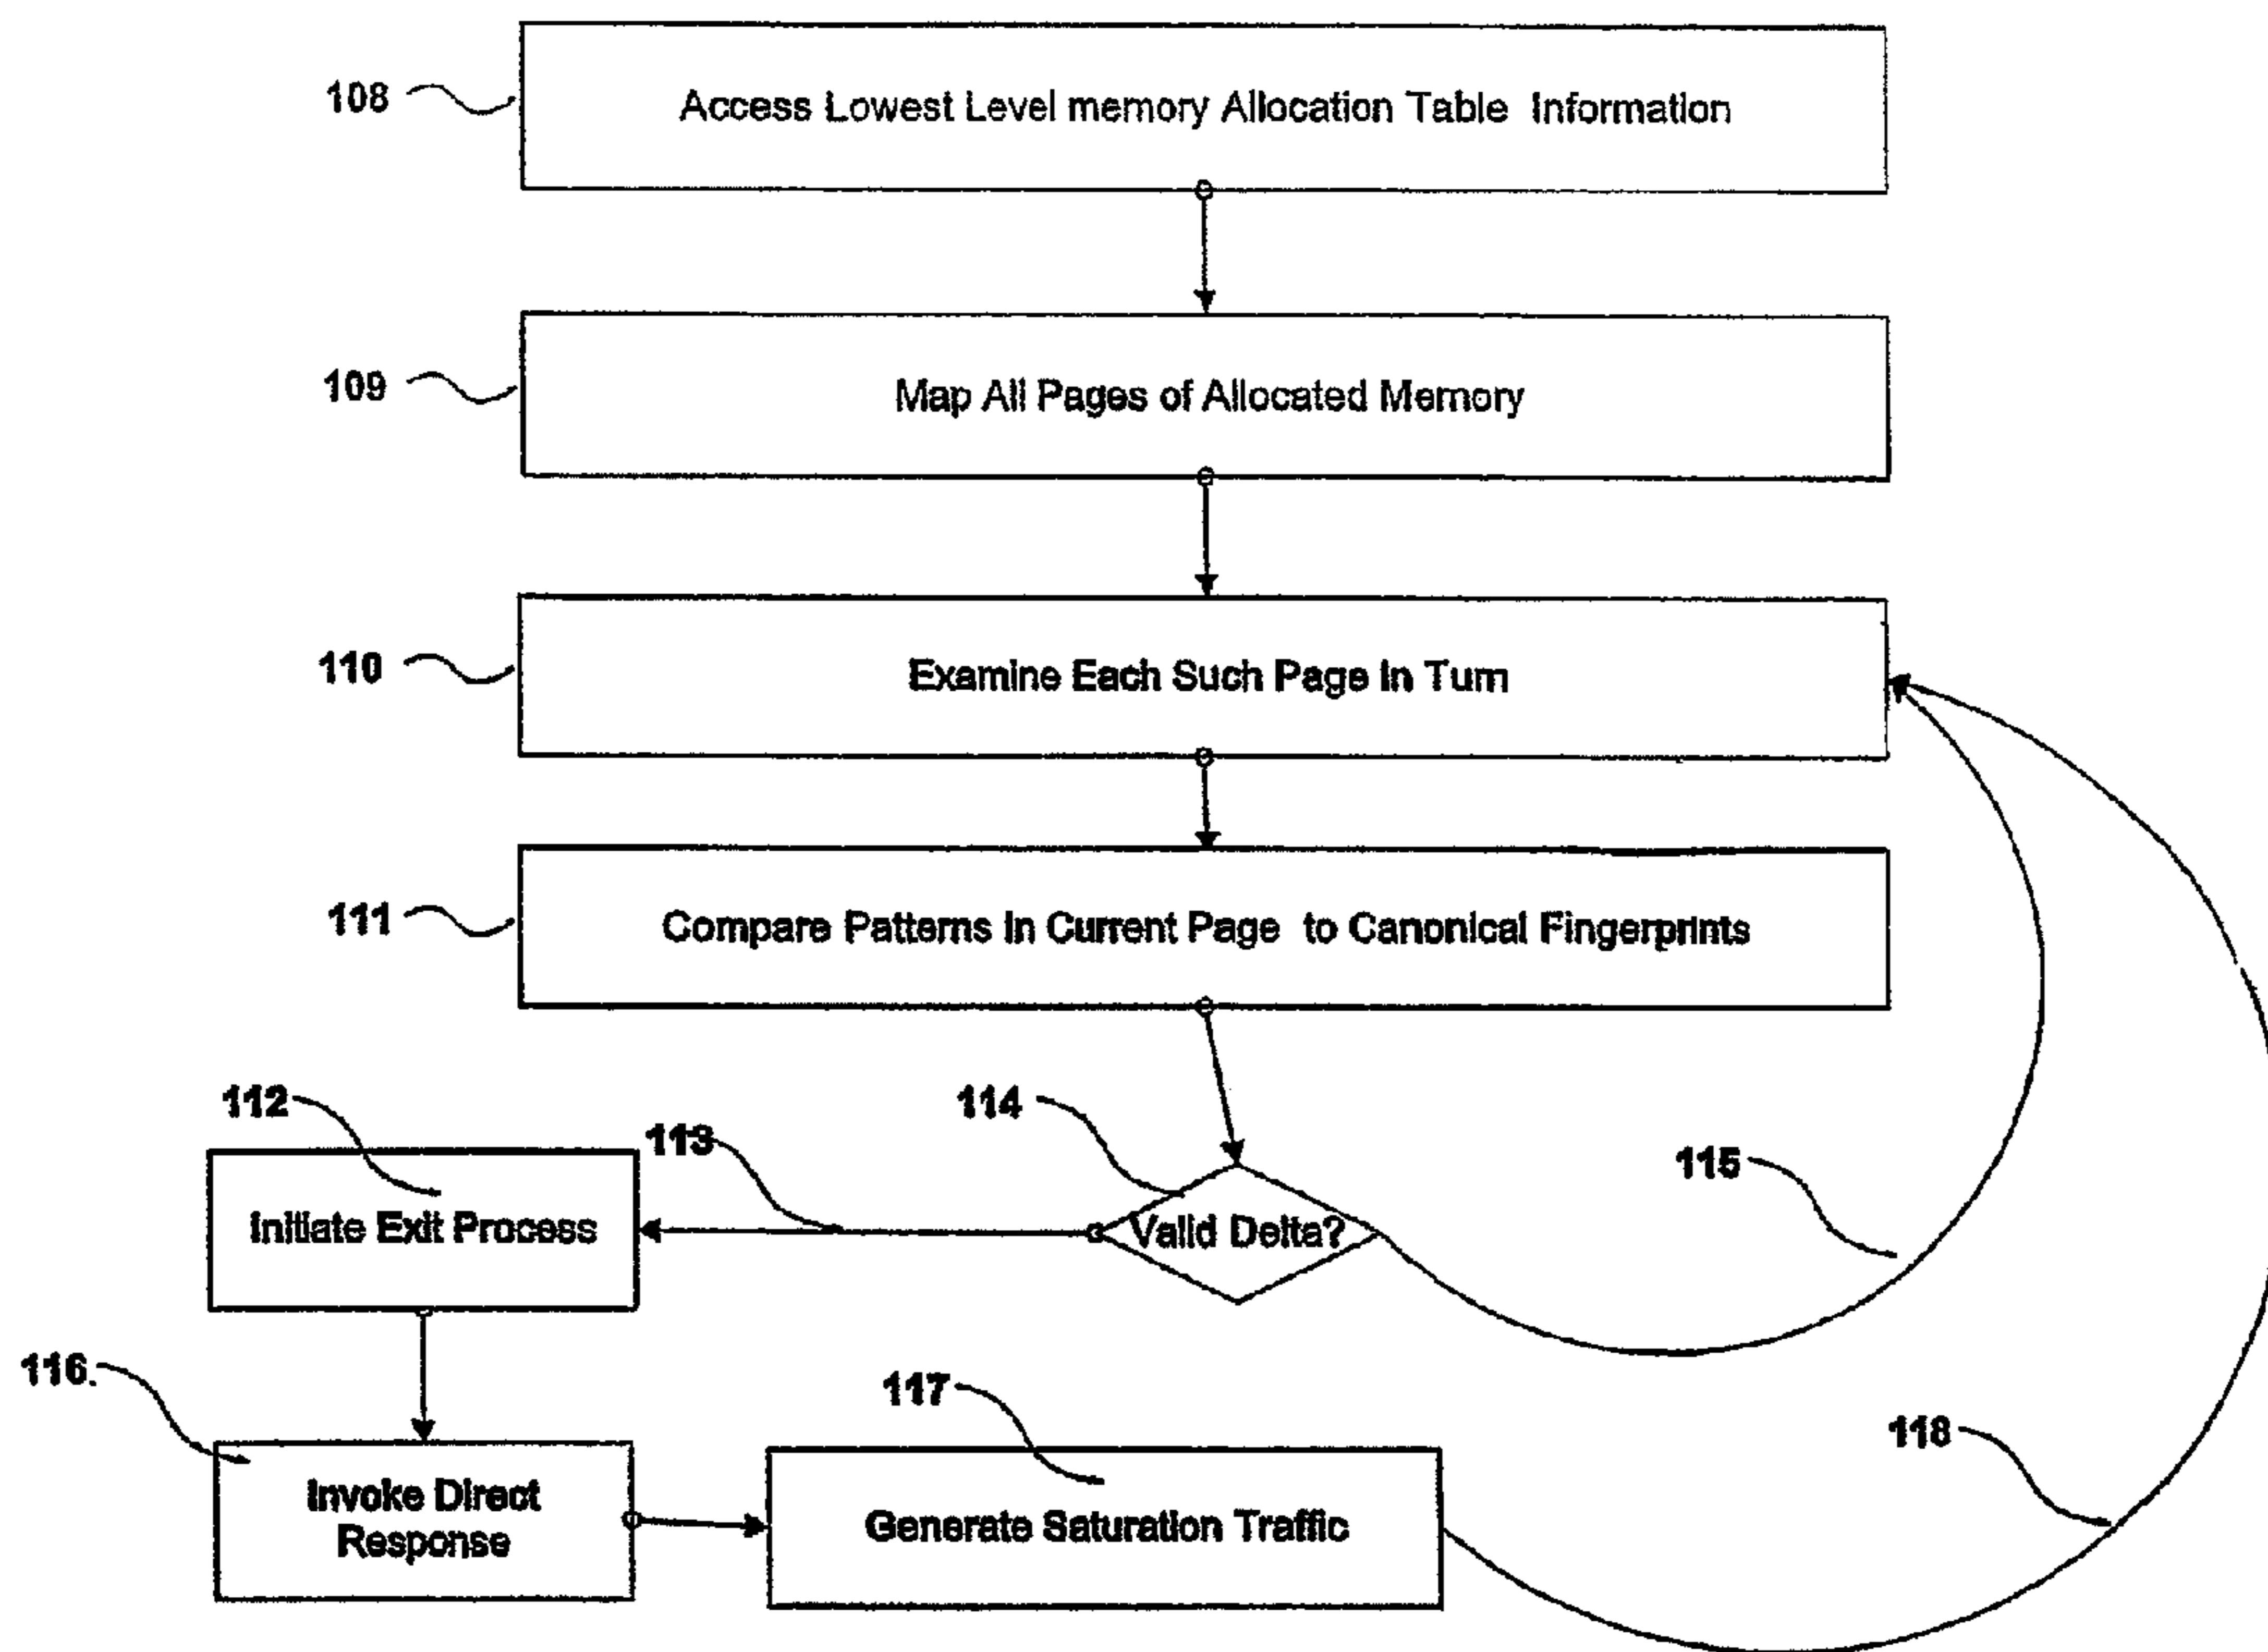 108
Access Lowest Level memory Allocation Table Information
109
Map All Pages of Allocated Memory
110
Examine Each Such Page In Turn
111
Compare Patterns In Current Page to Canonical Fingerprints
112
113
114
115
Initiate Exit Process
Valid Delta?
116.
117
118
Invoke Direct
Response
Generate Saturation Traffic